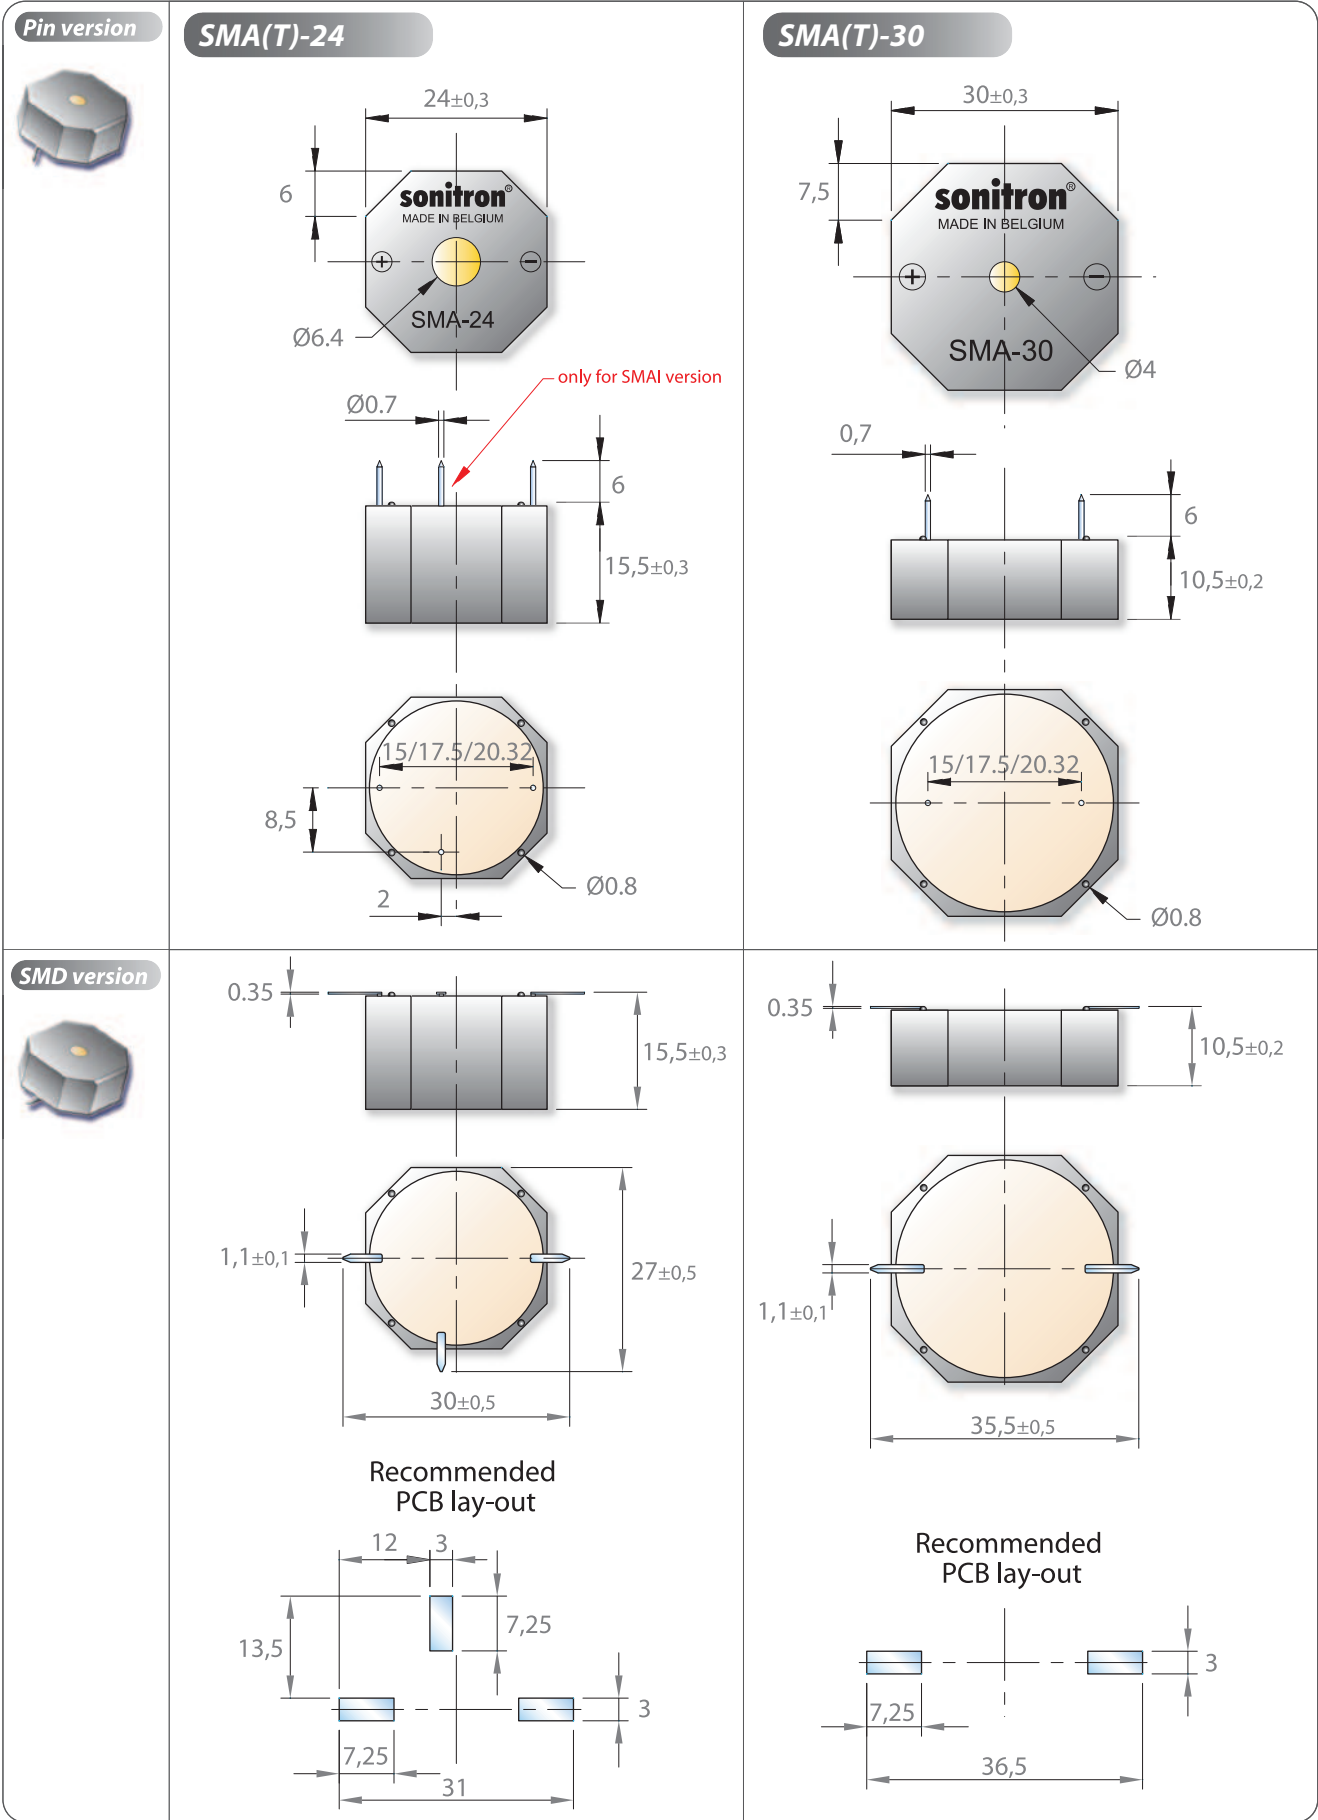 Pin version
SMA(T)-24
24±0,3
6
sonitron®
MADE IN BELGIUM
+
−
Ø6.4
SMA-24
only for SMAI version
Ø0.7
6
15,5±0,3
15/17.5/20.32
8,5
2
Ø0.8
SMA(T)-30
30±0,3
7,5
sonitron®
MADE IN BELGIUM
+
−
SMA-30
Ø4
0,7
6
10,5±0,2
15/17.5/20.32
Ø0.8
SMD version
0.35
15,5±0,3
1,1±0,1
27±0,5
30±0,5
Recommended
PCB lay-out
12
3
7,25
13,5
3
7,25
31
0.35
10,5±0,2
1,1±0,1
35,5±0,5
Recommended
PCB lay-out
3
7,25
36,5